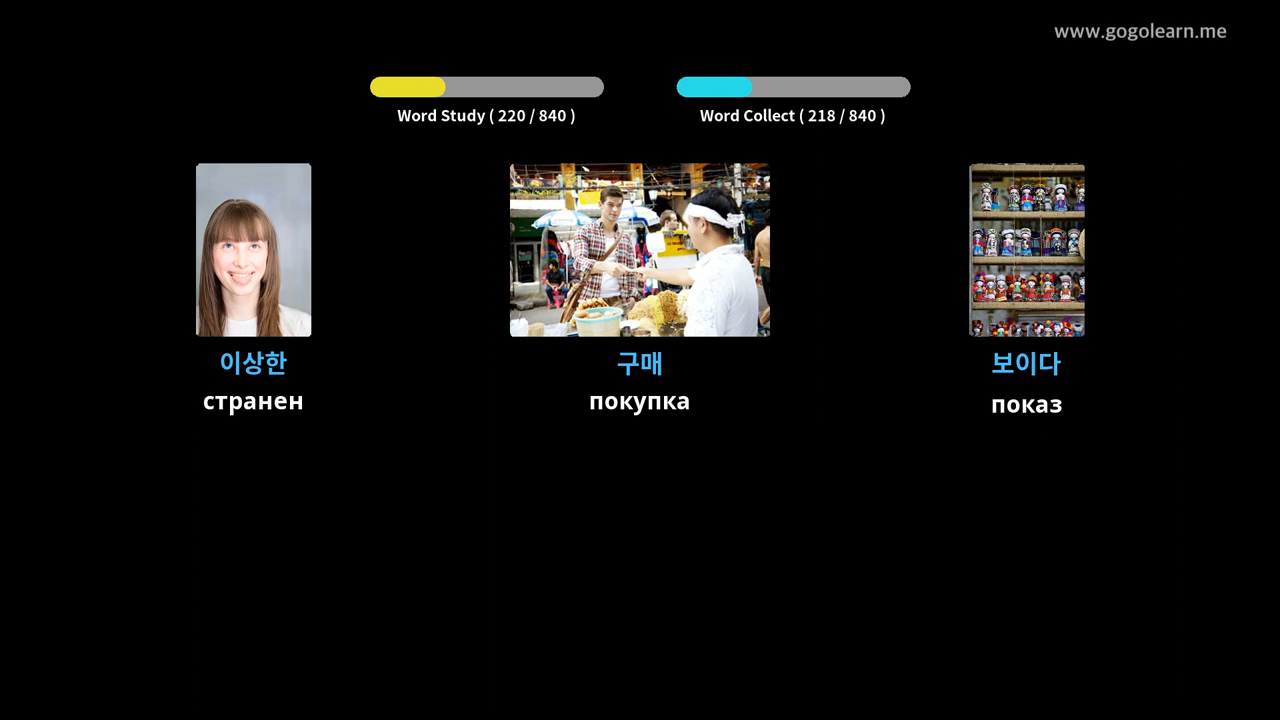 www.gogolearn.me
Word Study ( 220 / 840 )
Word Collect ( 218 / 840 )
이상한
странен
구매
покупка
보이다
показ